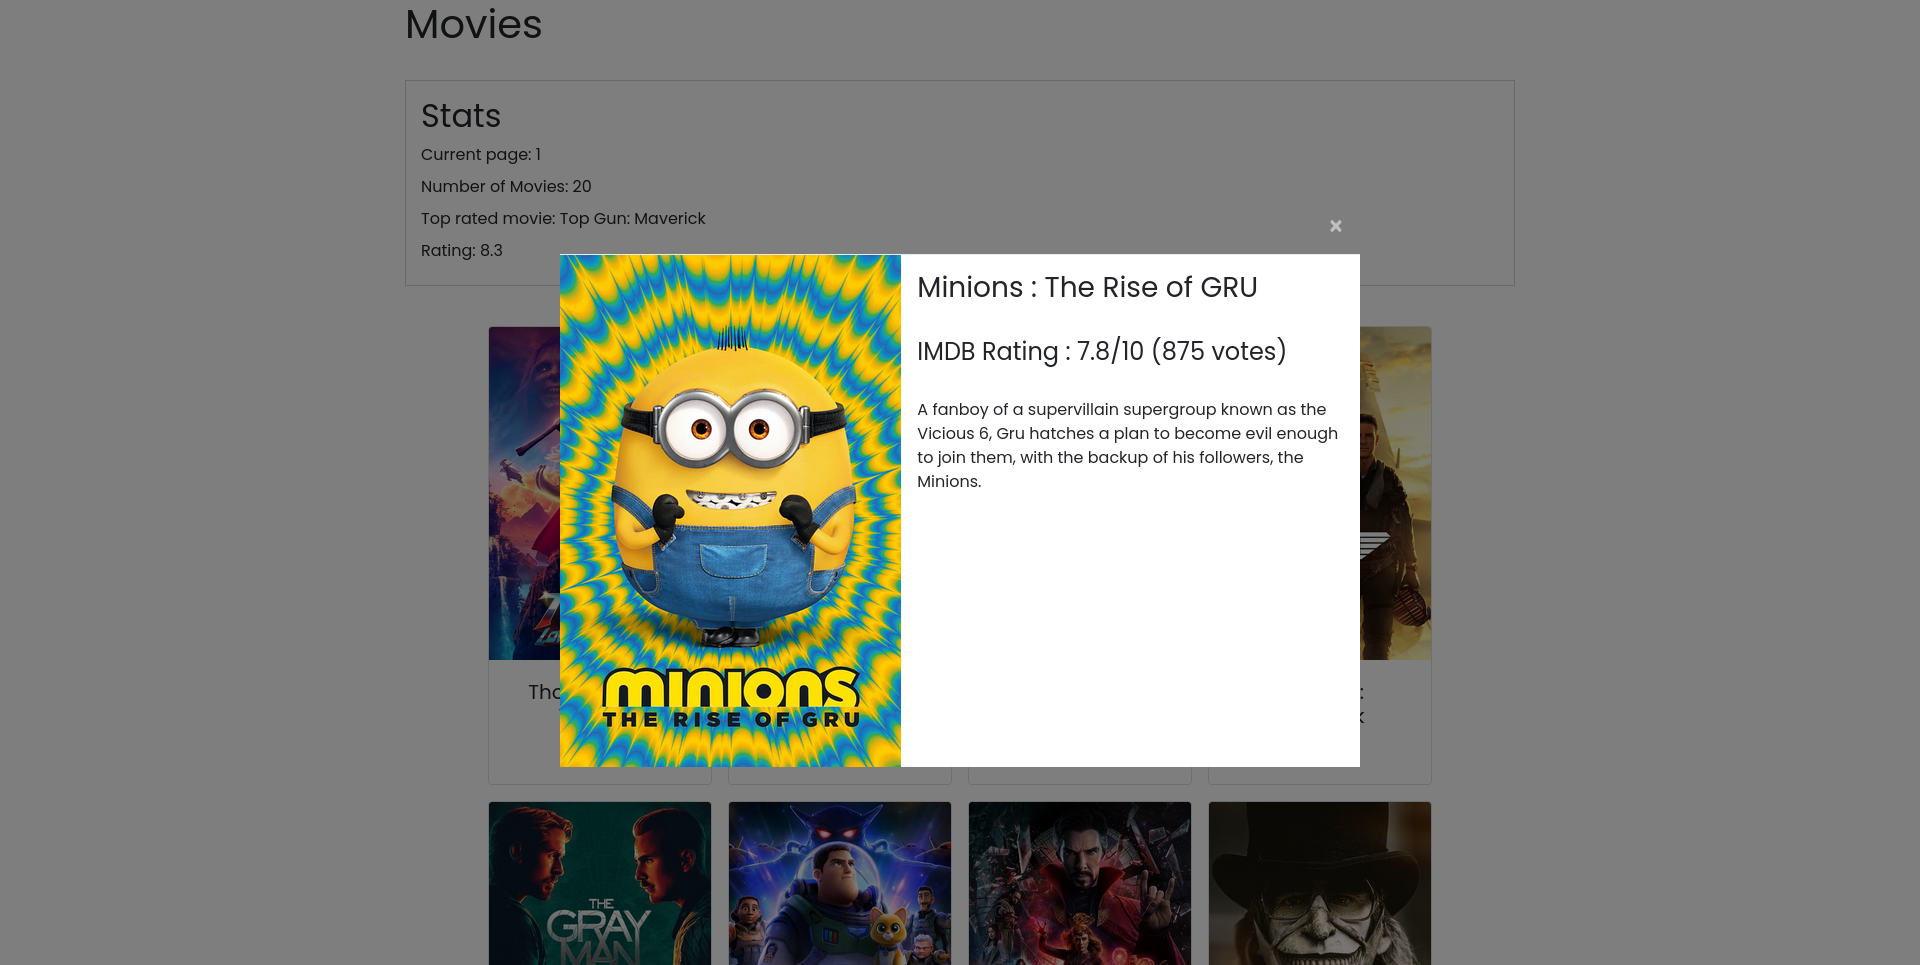 Movies
Stats
Current page: 1
Number of Movies: 20
Top rated movie: Top Gun: Maverick
Rating: 8.3
×
Minions : The Rise of GRU
IMDB Rating : 7.8/10 (875 votes)
A fanboy of a supervillain supergroup known as the
Vicious 6, Gru hatches a plan to become evil enough
to join them, with the backup of his followers, the
Minions.
minions
THE RISE OF GRU
THE
GRAY
MAN